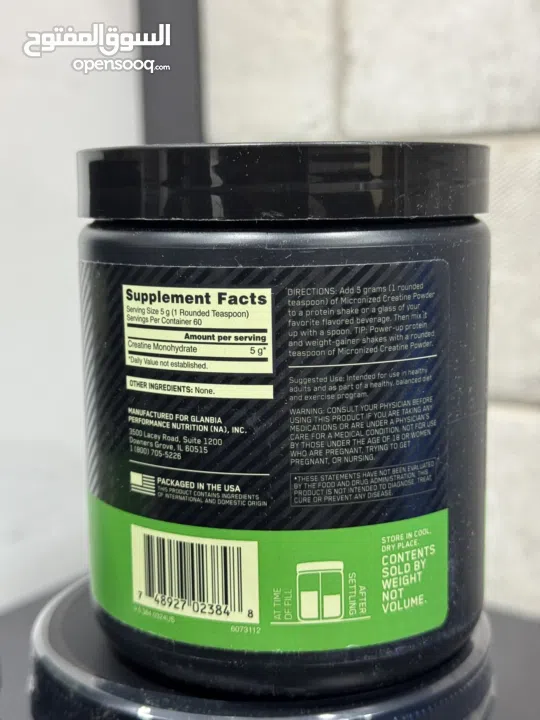 السوق المفتوح
opensooq.com
Supplement Facts
Serving Size 5 g (1 Rounded Teaspoon)
Servings Per Container 60
Amount per serving
Creatine Monohydrate 5 g*
*Daily Value not established.
OTHER INGREDIENTS: None.
MANUFACTURED FOR GLANBIA
PERFORMANCE NUTRITION (NA), INC.
3500 Lacey Road, Suite 1200
Downers Grove, IL 60515
1 (800) 705-5226
PACKAGED IN THE USA
THIS PRODUCT CONTAINS INGREDIENTS
OF INTERNATIONAL AND DOMESTIC ORIGIN
DIRECTIONS: Add 5 grams (1 rounded
teaspoon) of Micronized Creatine Powder
to a protein shake or a glass of your
favorite flavored beverage. Then mix it
up with a spoon. TIP: Power-up protein
and weight-gainer shakes with a rounded
teaspoon of Micronized Creatine Powder.
Suggested Use: Intended for use in healthy
adults and as part of a healthy, balanced diet
and exercise program.
WARNING: CONSULT YOUR PHYSICIAN BEFORE
USING THIS PRODUCT IF YOU ARE TAKING ANY
MEDICATIONS OR ARE UNDER A PHYSICIAN'S
CARE FOR A MEDICAL CONDITION. NOT FOR USE
BY THOSE UNDER THE AGE OF 18 OR WOMEN
WHO ARE PREGNANT, TRYING TO GET
PREGNANT, OR NURSING.
*THESE STATEMENTS HAVE NOT BEEN EVALUATED
BY THE FOOD AND DRUG ADMINISTRATION. THIS
PRODUCT IS NOT INTENDED TO DIAGNOSE, TREAT
CURE OR PREVENT ANY DISEASE.
7 48927 02384 8
6073112
AT TIME
OF FILL
AFTER
SETTLING
STORE IN COOL,
DRY PLACE.
CONTENTS
SOLD BY
WEIGHT
NOT
VOLUME.